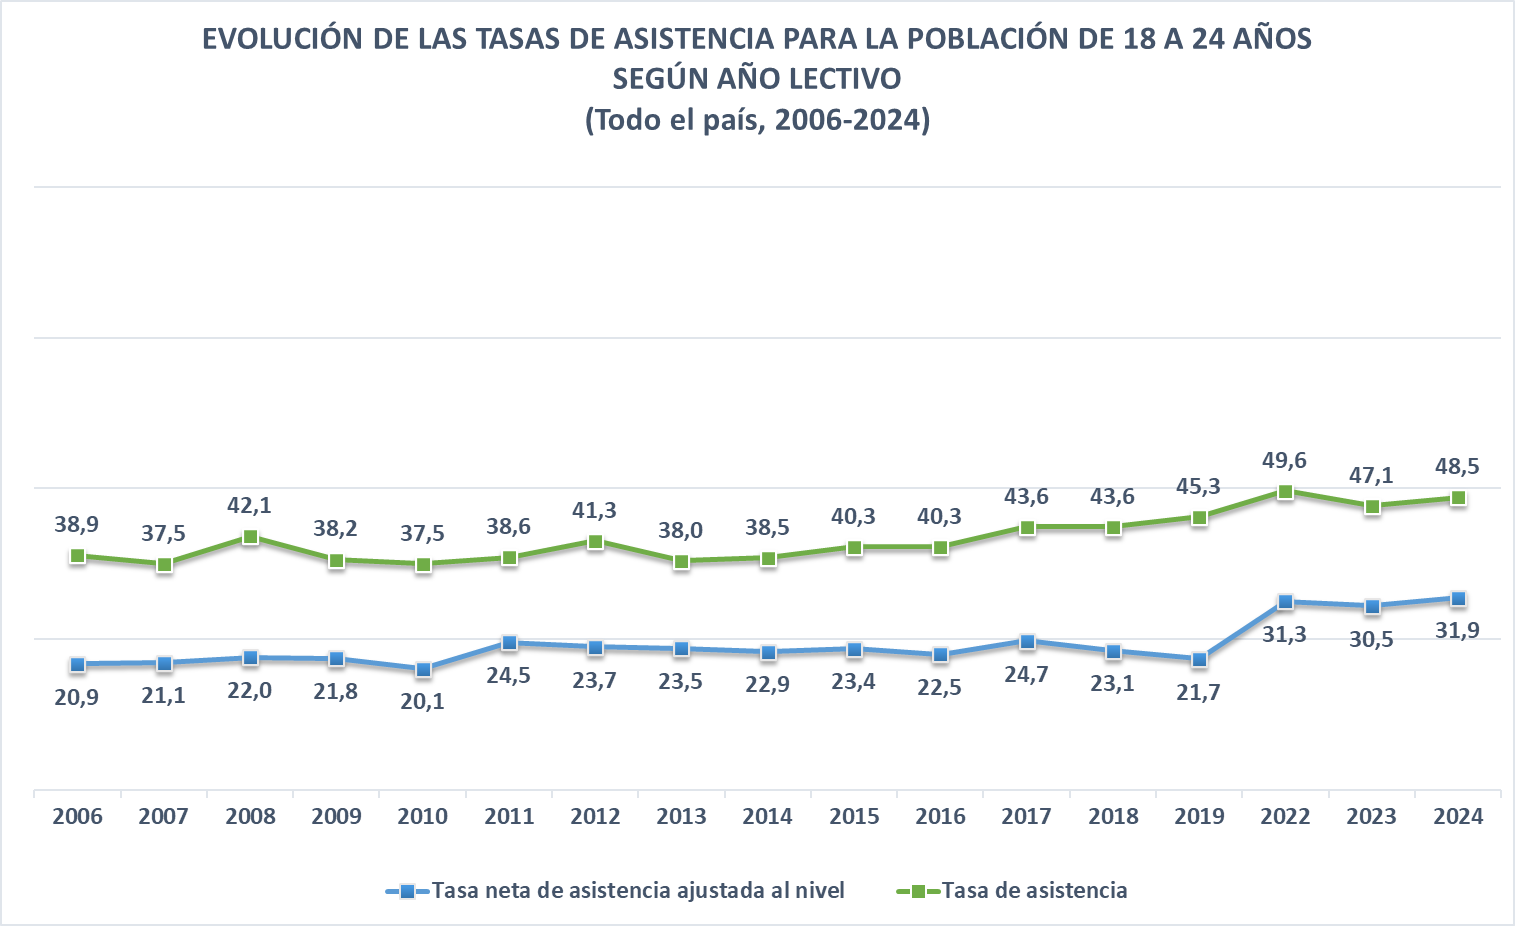 EVOLUCIÓN DE LAS TASAS DE ASISTENCIA PARA LA POBLACIÓN DE 18 A 24 AÑOS
SEGÚN AÑO LECTIVO
(Todo el país, 2006-2024)
38,9 37,5 42,1 38,2 37,5 38,6 41,3 38,0 38,5 40,3 40,3 43,6 43,6 45,3 49,6 47,1 48,5
20,9 21,1 22,0 21,8 20,1 24,5 23,7 23,5 22,9 23,4 22,5 24,7 23,1 21,7 31,3 30,5 31,9
2006 2007 2008 2009 2010 2011 2012 2013 2014 2015 2016 2017 2018 2019 2022 2023 2024
Tasa neta de asistencia ajustada al nivel Tasa de asistencia